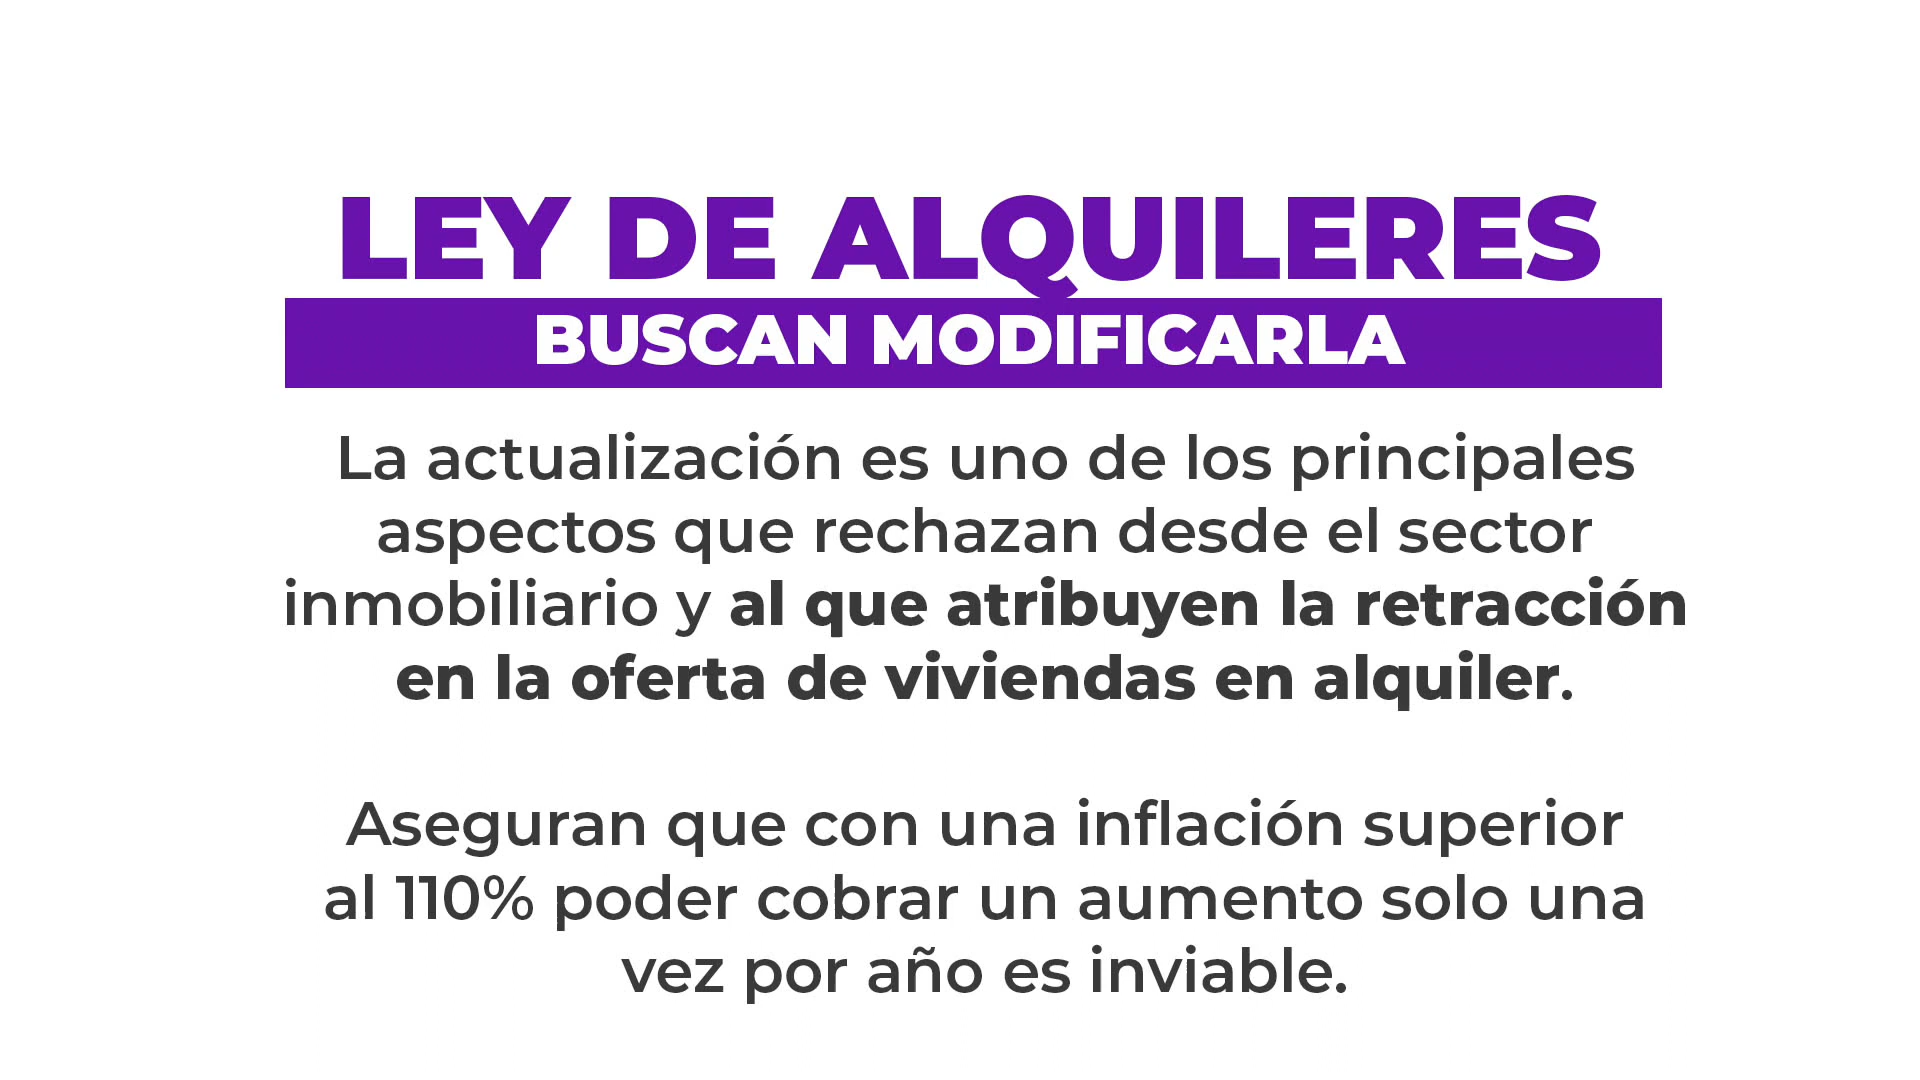 LEY DE ALQUILERES
BUSCAN MODIFICARLA
La actualización es uno de los principales
aspectos que rechazan desde el sector
inmobiliario y al que atribuyen la retracción
en la oferta de viviendas en alquiler.
Aseguran que con una inflación superior
al 110% poder cobrar un aumento solo una
vez por año es inviable.